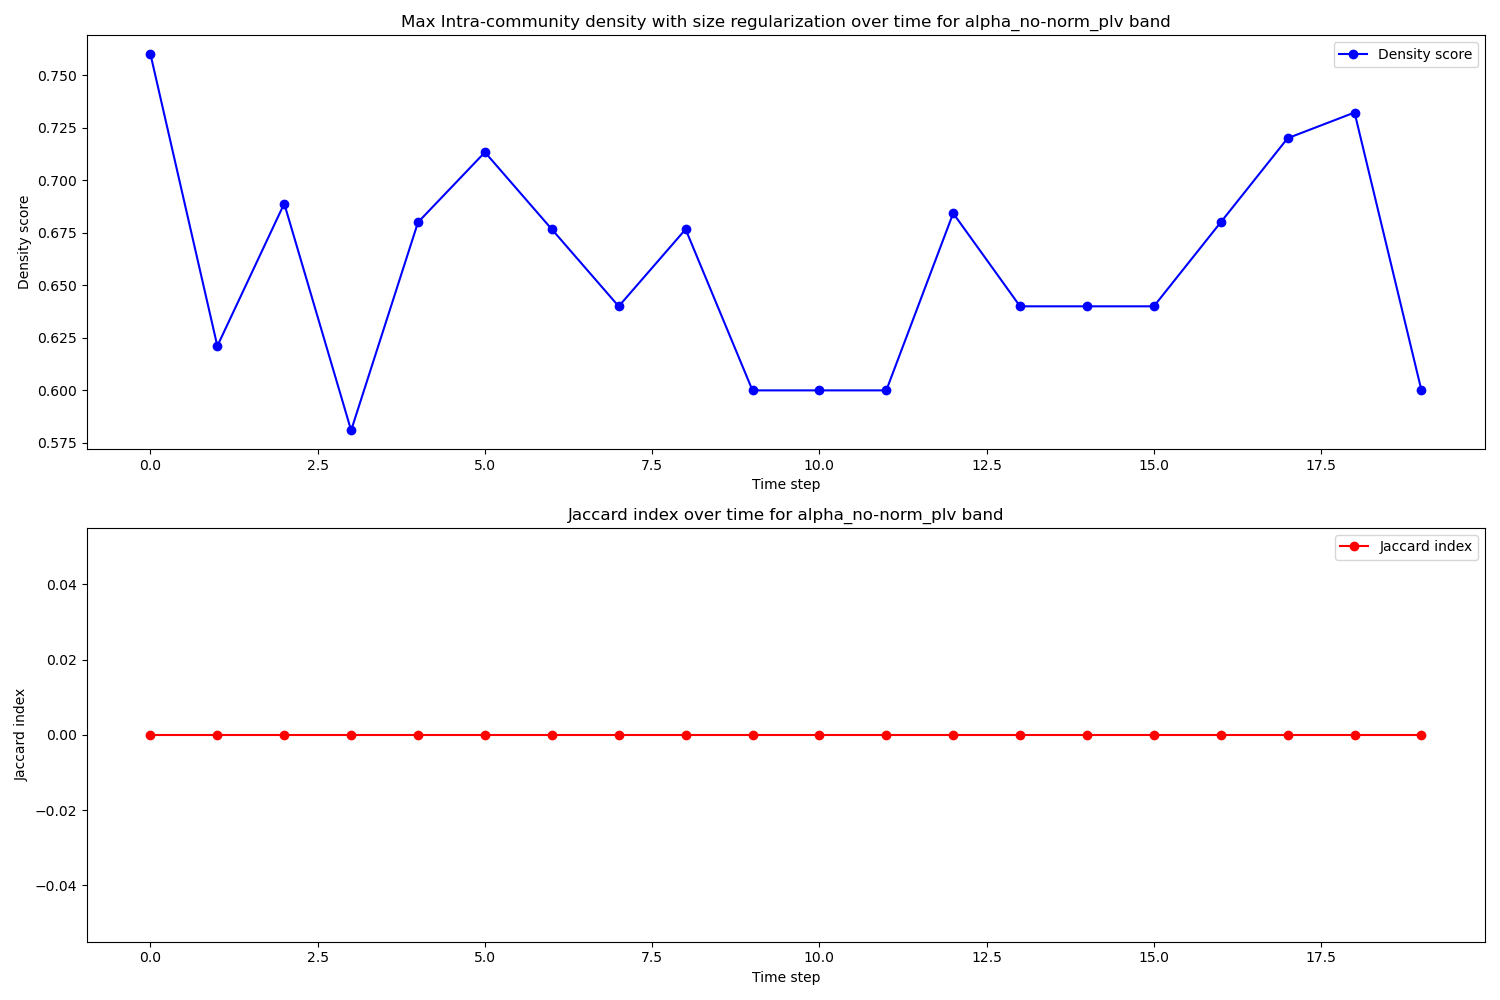 Max Intra-community density with size regularization over time for alpha_no-norm_plv band
Density score
0.750
0.725
0.700
0.675
0.650
0.625
0.600
0.575
Density score
0.0 2.5 5.0 7.5 10.0 12.5 15.0 17.5
Time step
Jaccard index over time for alpha_no-norm_plv band
Jaccard index
0.04
0.02
0.00
−0.02
−0.04
Jaccard index
0.0 2.5 5.0 7.5 10.0 12.5 15.0 17.5
Time step